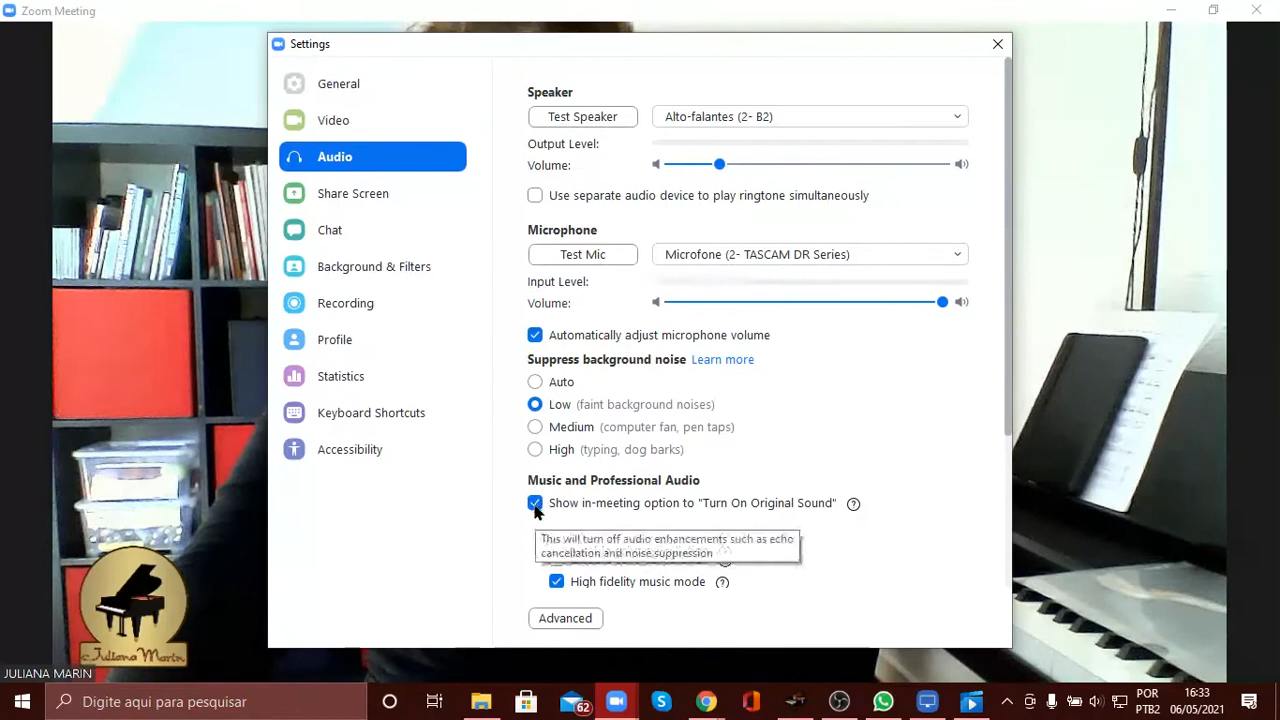 Zoom Meeting
Settings
General
Video
Audio
Share Screen
Chat
Background & Filters
Recording
Profile
Statistics
Keyboard Shortcuts
Accessibility
Speaker
Test Speaker
Alto-falantes (2- B2)
Output Level:
Volume:
Use separate audio device to play ringtone simultaneously
Microphone
Test Mic
Microfone (2- TASCAM DR Series)
Input Level:
Volume:
Automatically adjust microphone volume
Suppress background noise Learn more
Auto
Low (faint background noises)
Medium (computer fan, pen taps)
High (typing, dog barks)
Music and Professional Audio
Show in-meeting option to "Turn On Original Sound" ?
This will turn off audio enhancements such as echo
cancellation and noise suppression
High fidelity music mode ?
Advanced
Juliana Marin
JULIANA MARIN
Digite aqui para pesquisar
62
POR
PTB2
16:33
06/05/2021